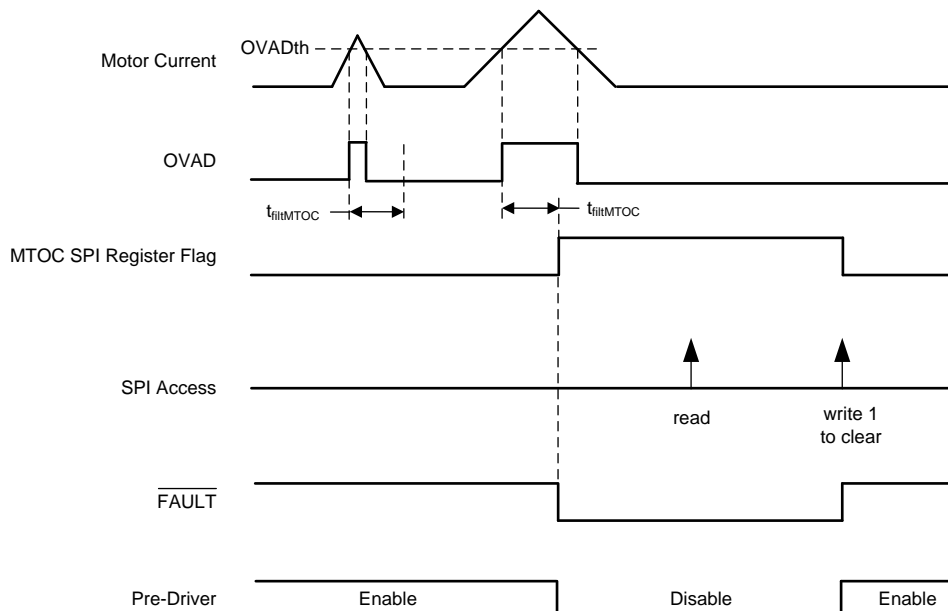 OVADth
Motor Current
OVAD
tfiltMTOC
tfiltMTOC
MTOC SPI Register Flag
SPI Access
read
write 1
to clear
FAULT
Pre-Driver
Enable
Disable
Enable